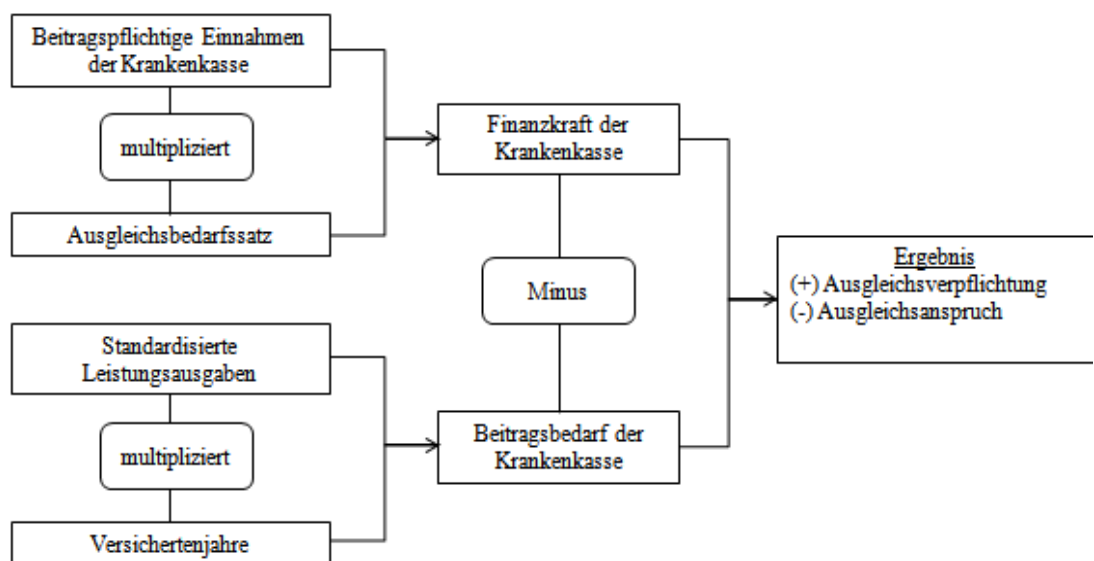 Beitragspflichtige Einnahmen
der Krankenkasse
multipliziert
Ausgleichsbedarfssatz
Finanzkraft der
Krankenkasse
Minus
Standardisierte
Leistungsausgaben
multipliziert
Versichertenjahre
Beitragsbedarf der
Krankenkasse
Ergebnis
(+) Ausgleichsverpflichtung
(-) Ausgleichsanspruch